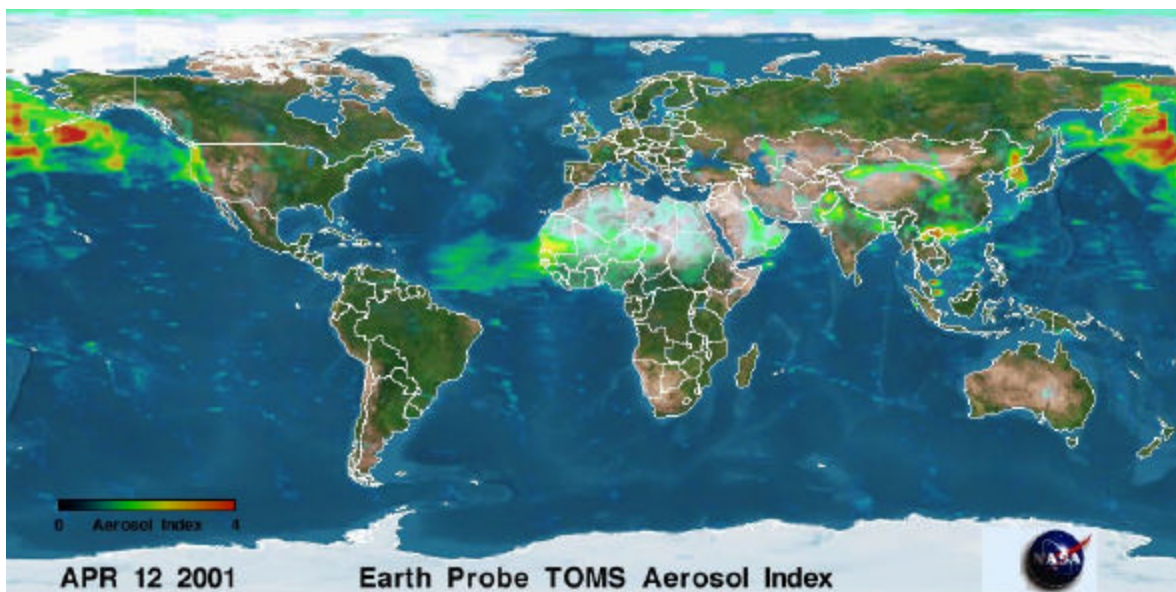 0 Aerosol Index 4
APR 12 2001 Earth Probe TOMS Aerosol Index
NASA